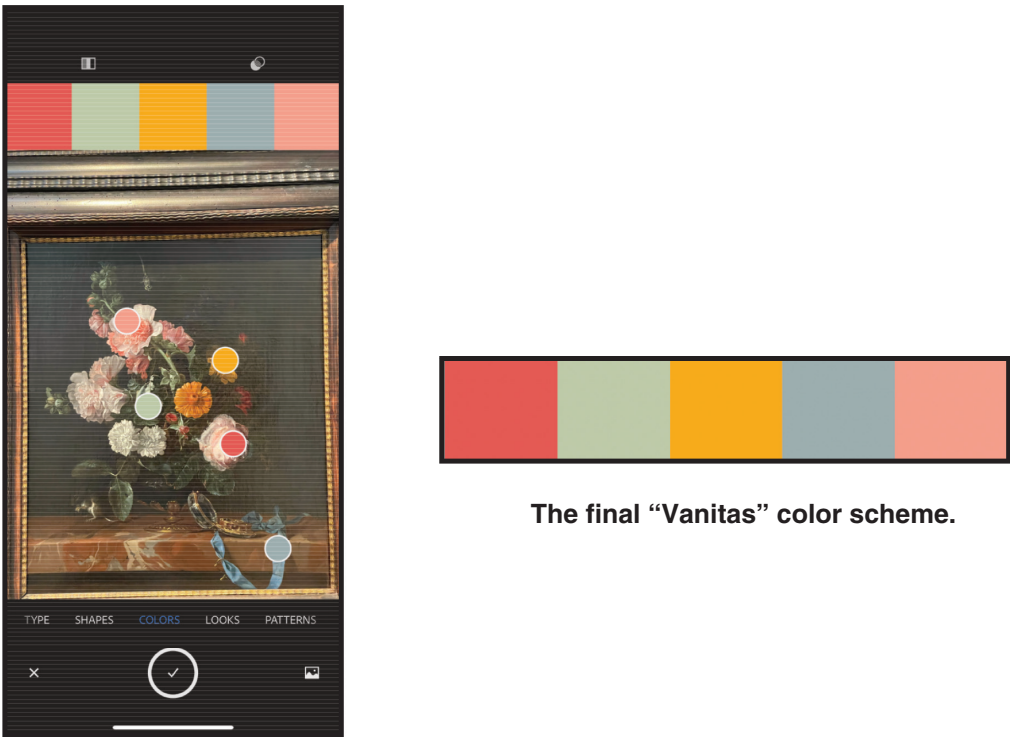 TYPE SHAPES COLORS LOOKS PATTERNS
The final “Vanitas” color scheme.